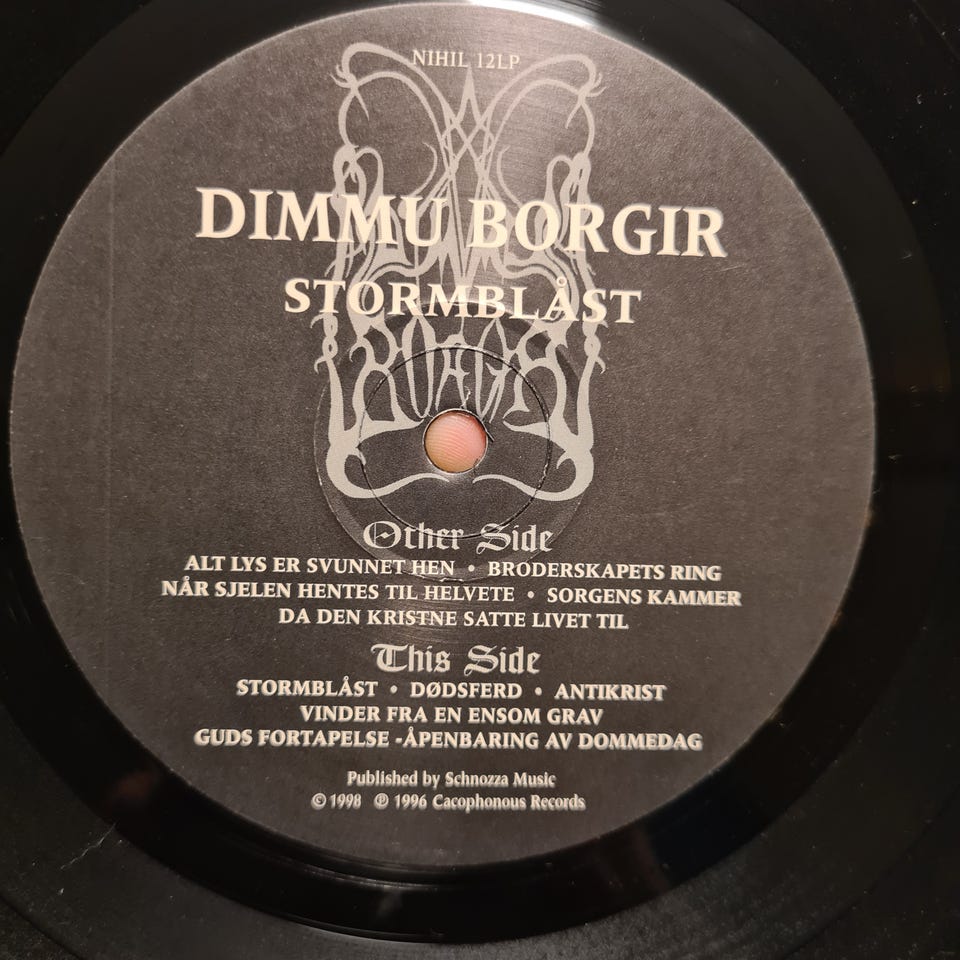 NIHIL 12LP
DIMMU BORGIR
STORMBLÅST
DIMMU
BORGIR
Other Side
ALT LYS ER SVUNNET HEN • BRODERSKAPETS RING
NÅR SJELEN HENTES TIL HELVETE • SORGENS KAMMER
DA DEN KRISTNE SATTE LIVET TIL
This Side
STORMBLÅST • DØDSFERD • ANTIKRIST
VINDER FRA EN ENSOM GRAV
GUDS FORTAPELSE -ÅPENBARING AV DOMMEDAG
Published by Schnozza Music
© 1998 ℗ 1996 Cacophonous Records